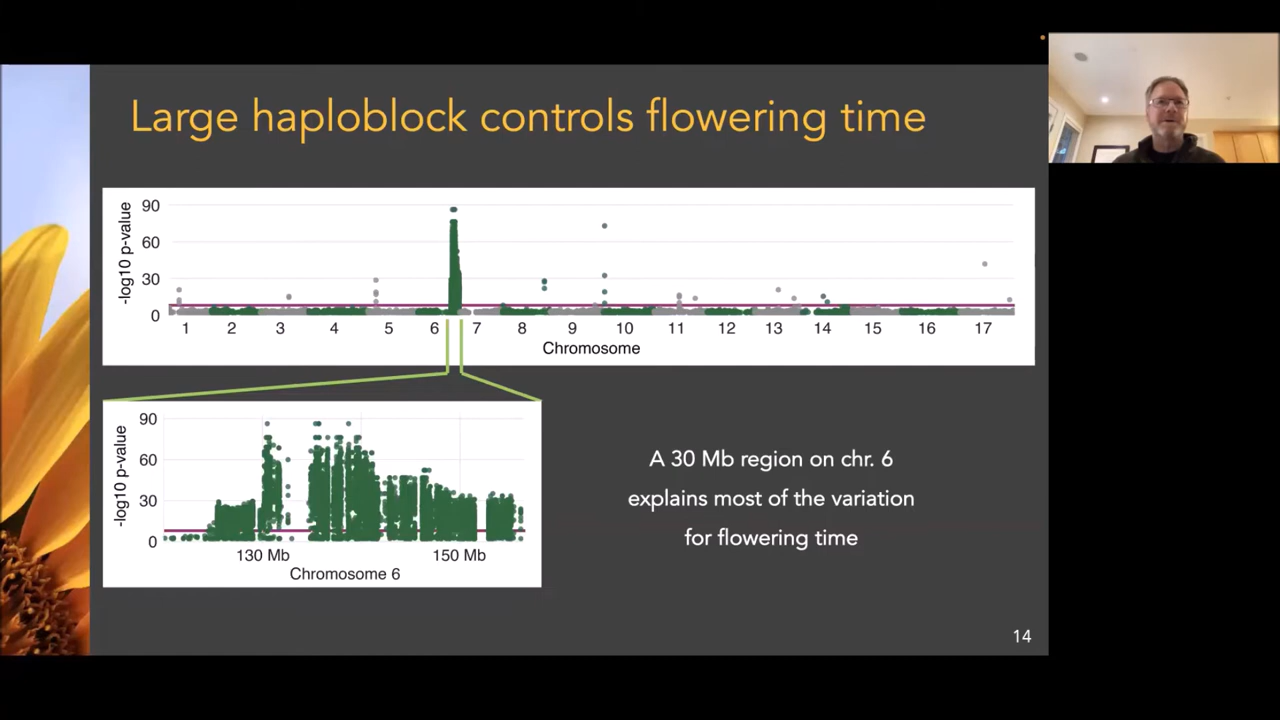 Large haploblock controls flowering time
90
60
30
0
-log10 p-value
1 2 3 4 5 6 7 8 9 10 11 12 13 14 15 16 17
Chromosome
90
60
30
0
-log10 p-value
130 Mb 150 Mb
Chromosome 6
A 30 Mb region on chr. 6
explains most of the variation
for flowering time
14